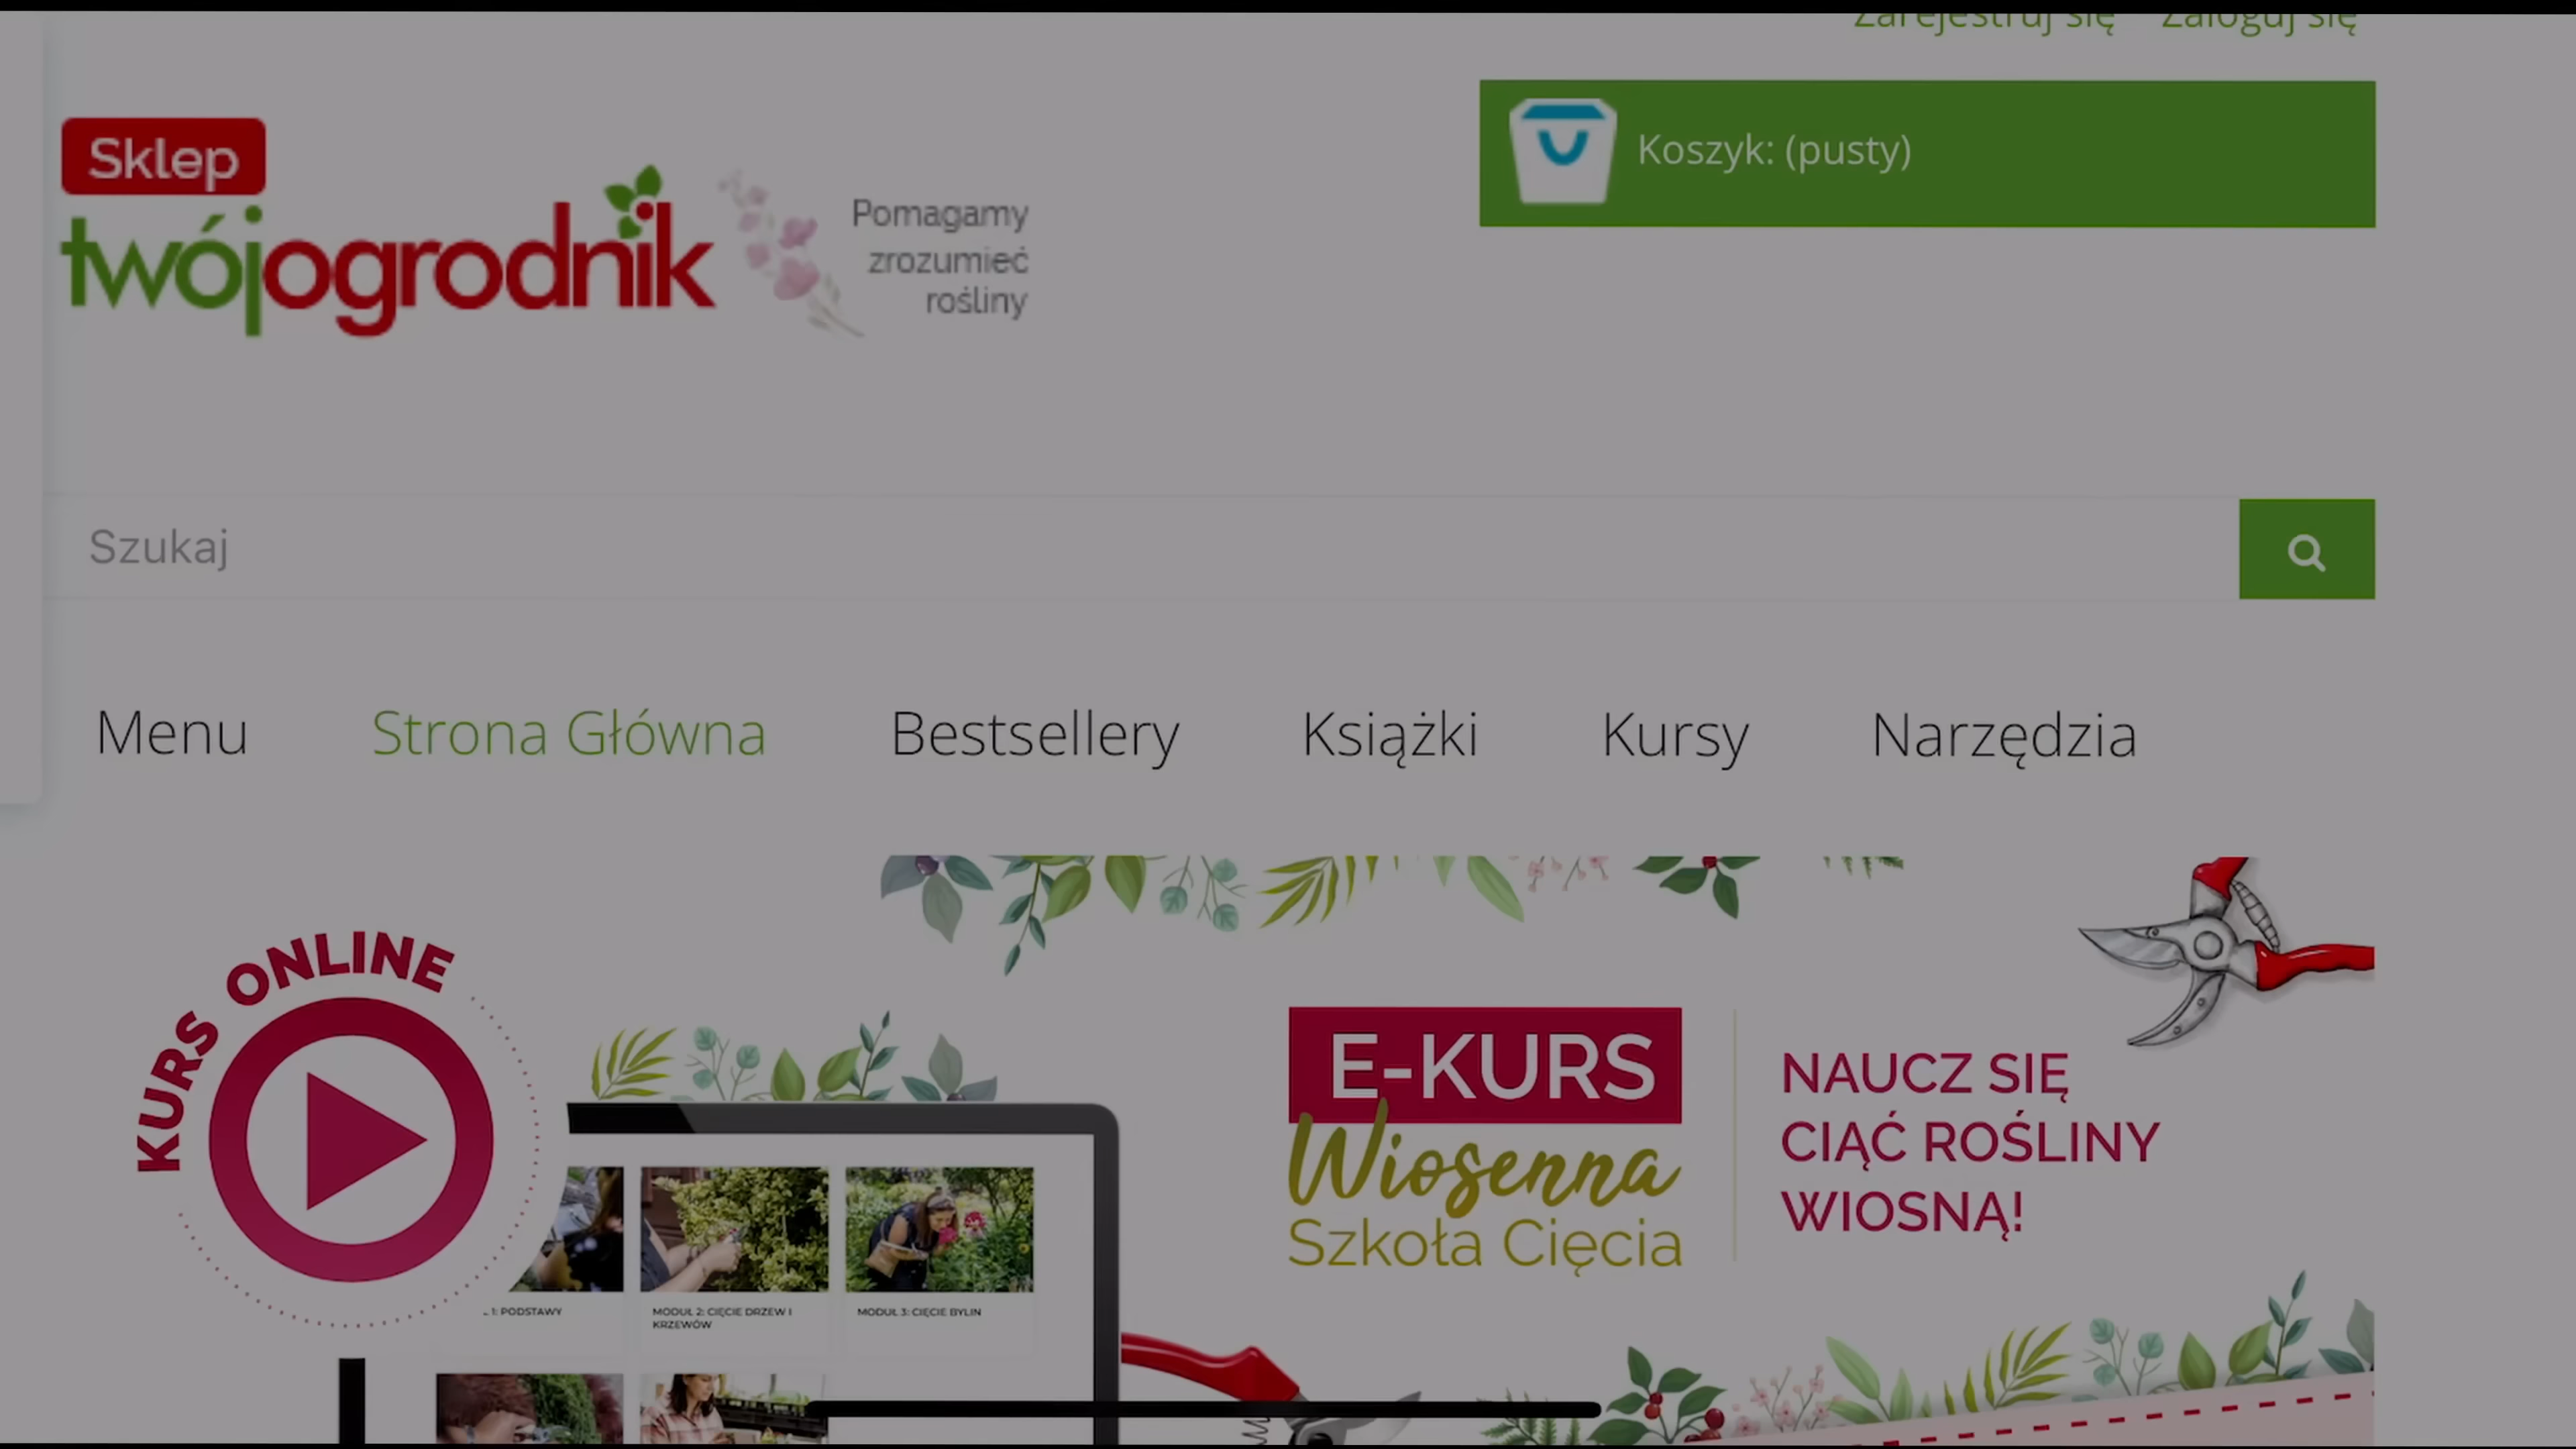 Zarejestruj się Zaloguj się
Sklep
twójogrodnik
Pomagamy
zrozumieć
rośliny
Koszyk: (pusty)
Szukaj
Menu Strona Główna Bestsellery Książki Kursy Narzędzia
KURS ONLINE
E-KURS
Wiosenna
Szkoła Cięcia
NAUCZ SIĘ
CIĄĆ ROŚLINY
WIOSNĄ!
1: PODSTAWY
MODUŁ 2: CIĘCIE DRZEW I
KRZEWÓW
MODUŁ 3: CIĘCIE BYLIN